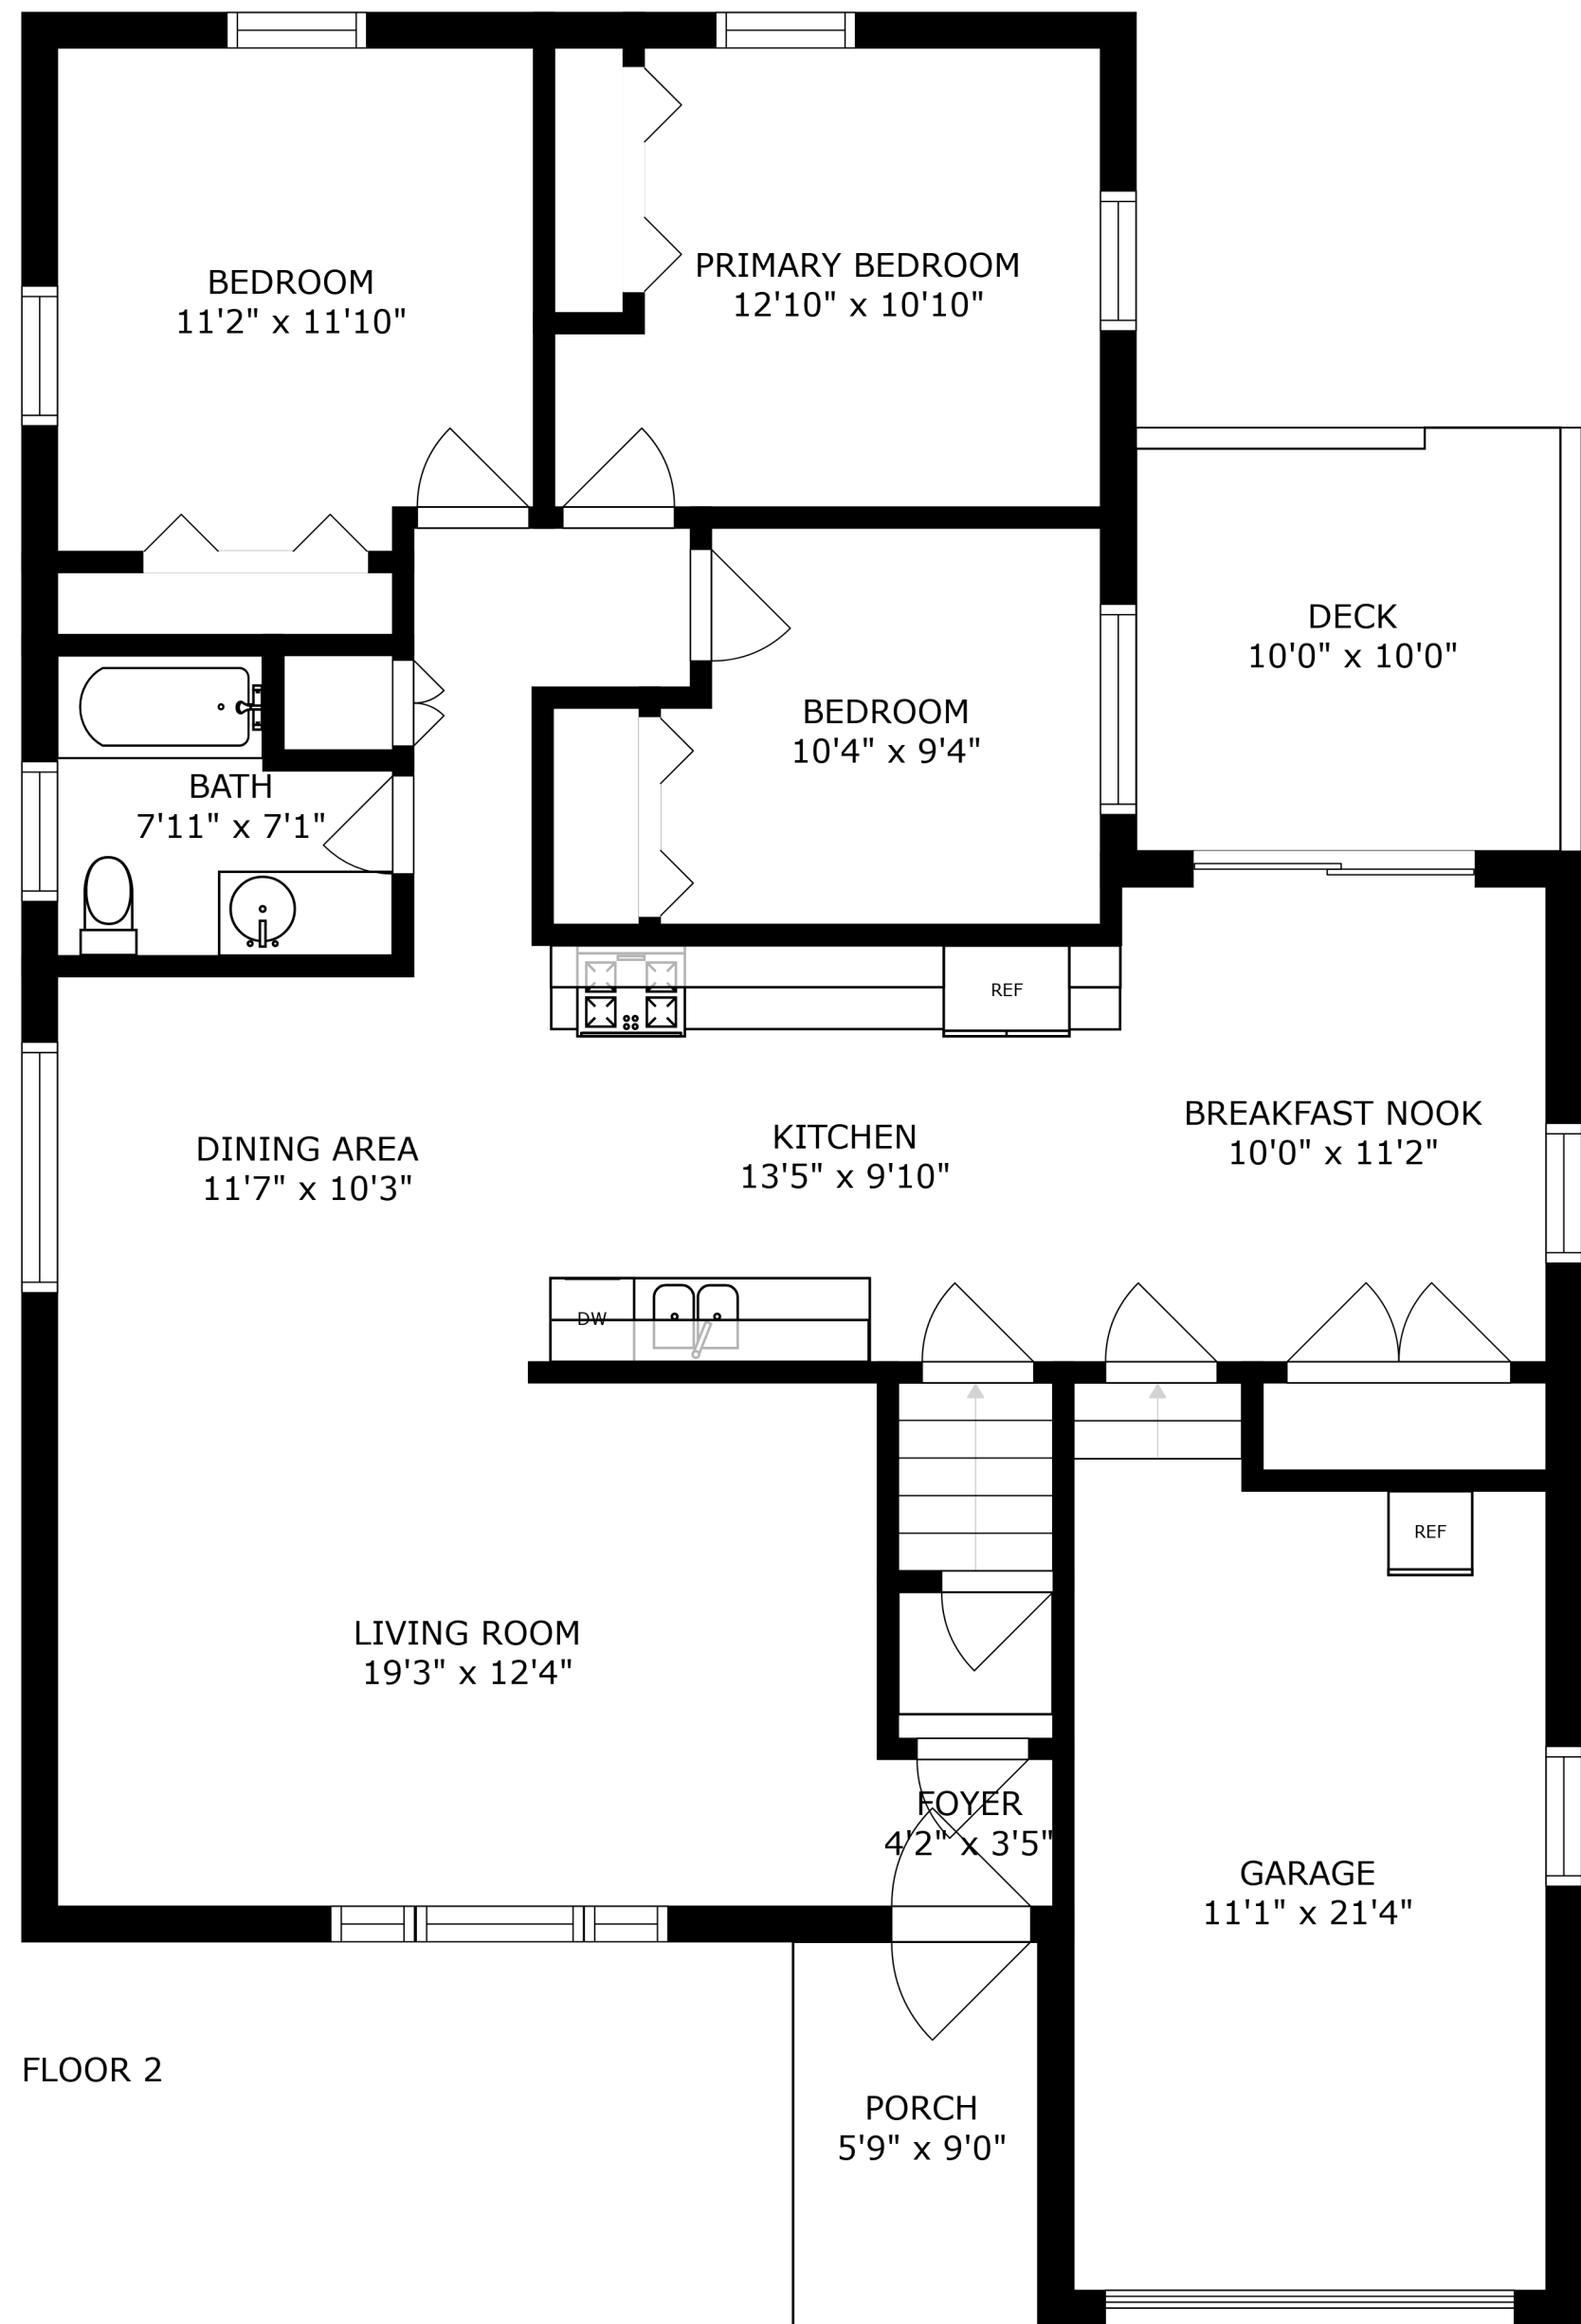 BEDROOM
11'2" x 11'10"
PRIMARY BEDROOM
12'10" x 10'10"
DECK
10'0" x 10'0"
BEDROOM
10'4" x 9'4"
BATH
7'11" x 7'1"
REF
DINING AREA
11'7" x 10'3"
KITCHEN
13'5" x 9'10"
BREAKFAST NOOK
10'0" x 11'2"
DW
REF
LIVING ROOM
19'3" x 12'4"
FOYER
4'2" x 3'5"
GARAGE
11'1" x 21'4"
FLOOR 2
PORCH
5'9" x 9'0"